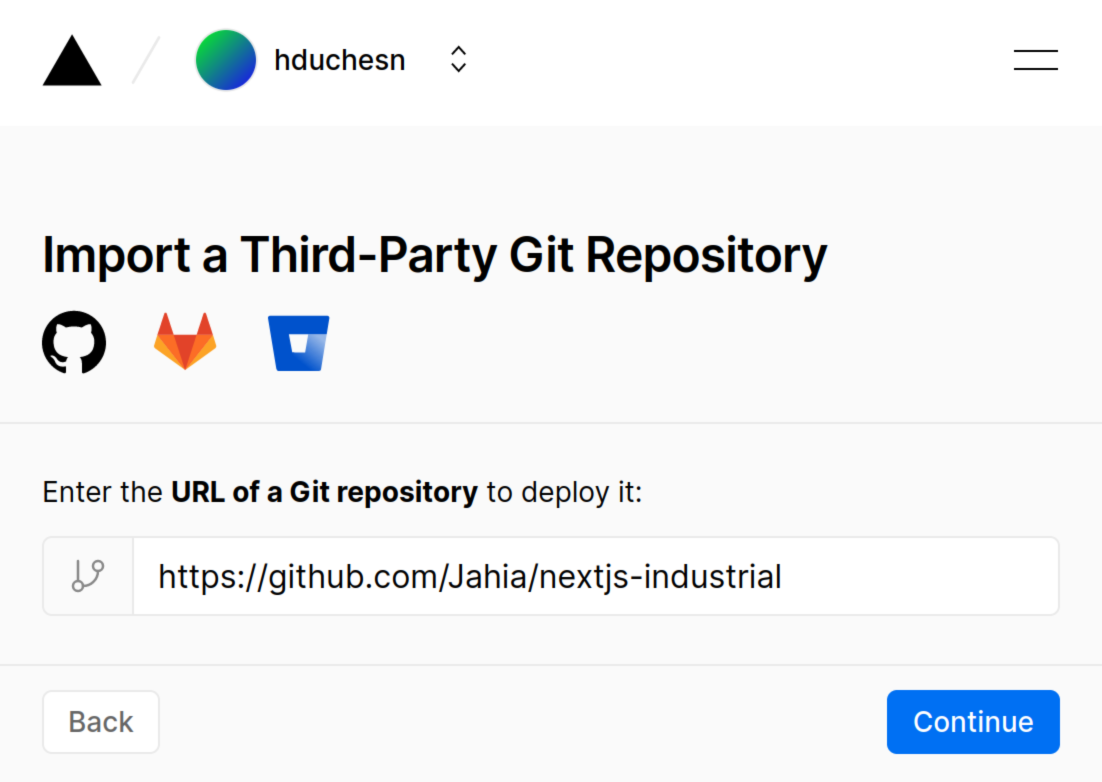 hduchesn
Import a Third-Party Git Repository
Enter the URL of a Git repository to deploy it:
https://github.com/Jahia/nextjs-industrial
Back
Continue